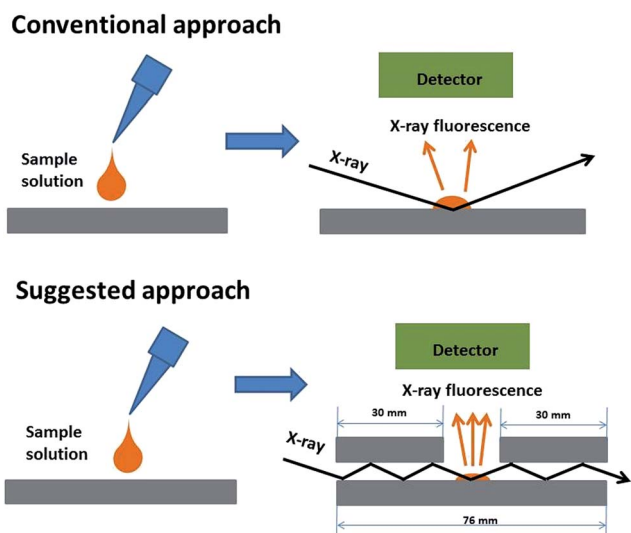 Conventional approach
Detector
X-ray fluorescence
Sample
solution
X-ray
Suggested approach
Detector
X-ray fluorescence
30 mm
30 mm
Sample
solution
X-ray
76 mm